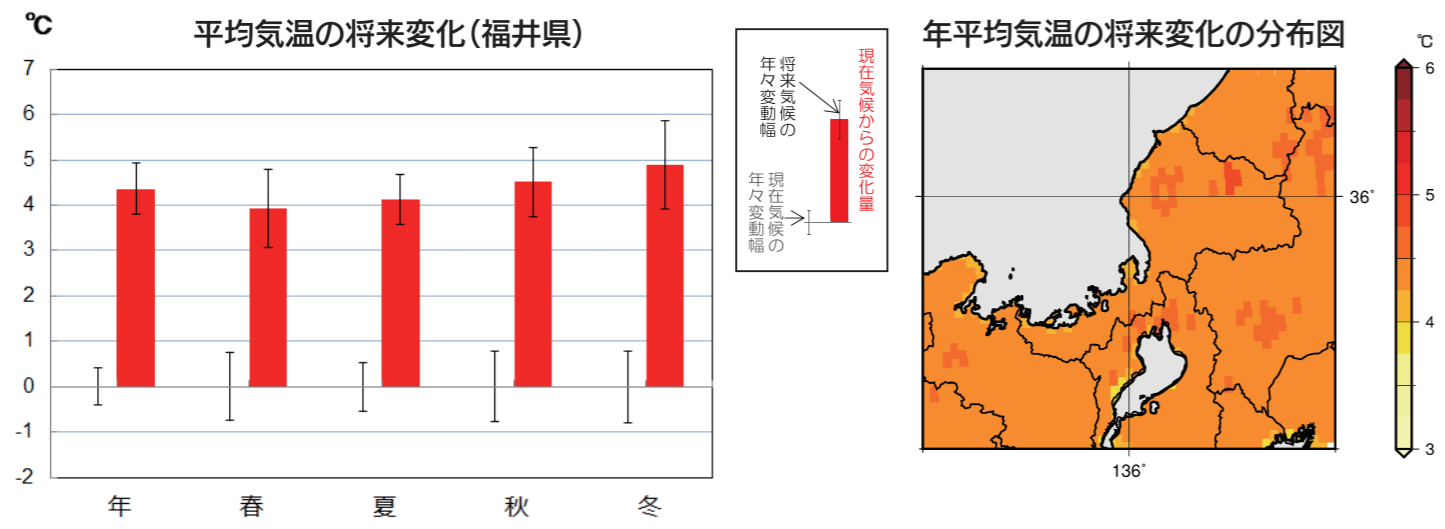 ℃
平均気温の将来変化(福井県)
7
6
5
4
3
2
1
0
-1
-2
年 春 夏 秋 冬
現在気候からの変化量
将来気候の
年々変動幅
現在気候の
年々変動幅
年平均気温の将来変化の分布図
℃
6
5
4
3
36°
136°